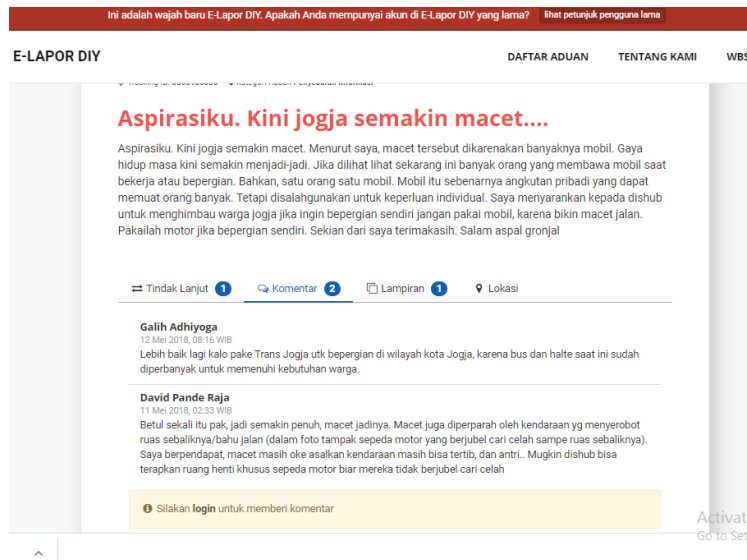 Ini adalah wajah baru E-Lapor DIY. Apakah Anda mempunyai akun di E-Lapor DIY yang lama? lihat petunjuk pengguna lama
E-LAPOR DIY DAFTAR ADUAN TENTANG KAMI WBS
Aspirasiku. Kini jogja semakin macet....
Aspirasiku. Kini jogja semakin macet. Menurut saya, macet tersebut dikarenakan banyaknya mobil. Gaya
hidup masa kini semakin menjadi-jadi. Jika dilihat lihat sekarang ini banyak orang yang membawa mobil saat
bekerja atau bepergian. Bahkan, satu orang satu mobil. Mobil itu sebenarnya angkutan pribadi yang dapat
memuat orang banyak. Tetapi disalahgunakan untuk keperluan individual. Saya menyarankan kepada dishub
untuk menghimbau warga jogja jika ingin bepergian sendiri jangan pakai mobil, karena bikin macet jalan.
Pakailah motor jika bepergian sendiri. Sekian dari saya terimakasih. Salam aspal gronjal
Tindak Lanjut 1 Komentar 2 Lampiran 1 Lokasi
Galih Adhiyoga
12 Mei 2018, 08:16 WIB
Lebih baik lagi kalo pake Trans Jogja utk bepergian di wilayah kota Jogja, karena bus dan halte saat ini sudah
diperbanyak untuk memenuhi kebutuhan warga.
David Pande Raja
11 Mei 2018, 02:33 WIB
Betul sekali itu pak, jadi semakin penuh, macet jadinya. Macet juga diperparah oleh kendaraan yg menyerobot
ruas sebaliknya/bahu jalan (dalam foto tampak sepeda motor yang berjubel cari celah sampe ruas sebaliknya).
Saya berpendapat, macet masih oke asalkan kendaraan masih bisa tertib, dan antri.. Mugkin dishub bisa
terapkan ruang henti khusus sepeda motor biar mereka tidak berjubel cari celah
Silakan login untuk memberi komentar
Activat
Go to Set